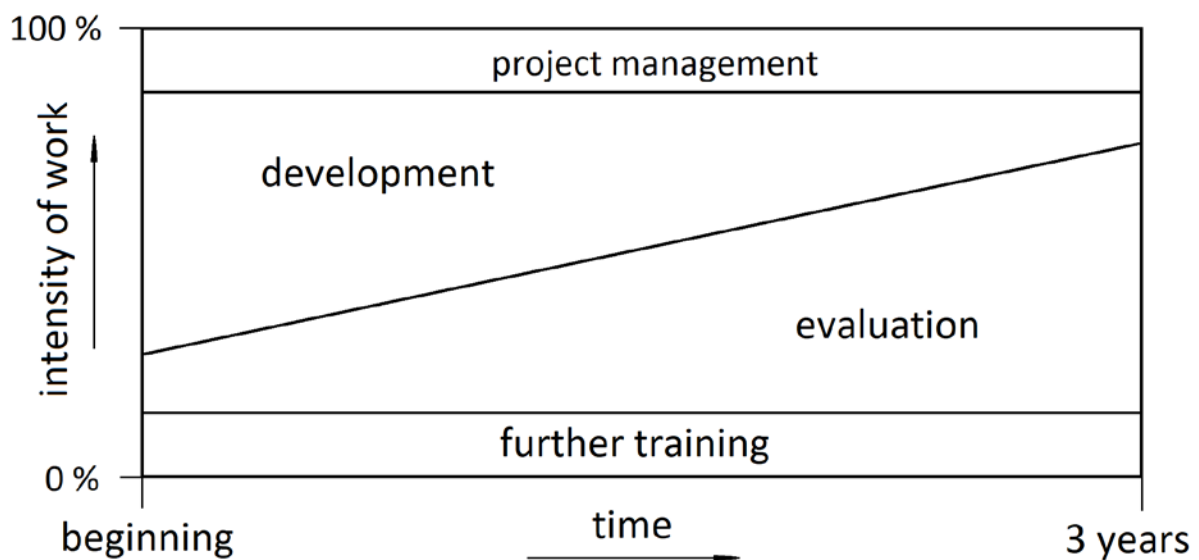 100 %
project management
development
intensity of work
evaluation
further training
0 %
beginning
time
3 years